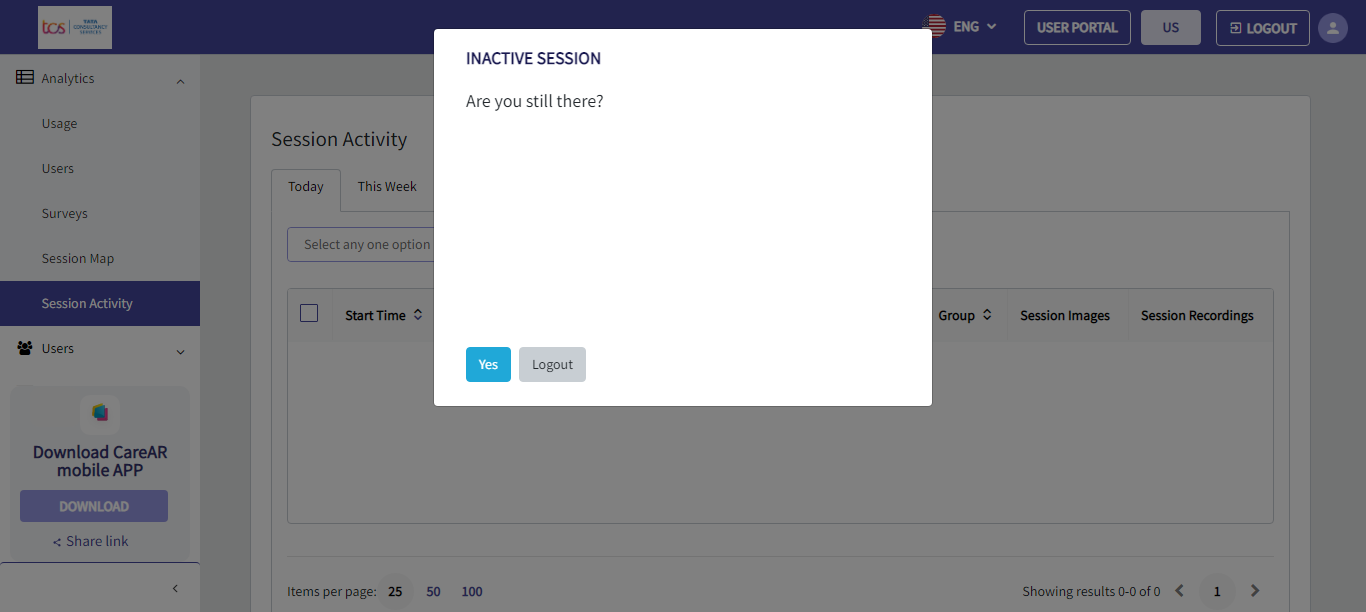 tcs TATA CONSULTANCY SERVICES
ENG
USER PORTAL
US
LOGOUT
Analytics
Usage
Users
Surveys
Session Map
Session Activity
Users
Download CareAR
mobile APP
DOWNLOAD
Share link
INACTIVE SESSION
Are you still there?
Yes
Logout
Session Activity
Today
This Week
Select any one option
Start Time
Group
Session Images
Session Recordings
Items per page: 25 50 100
Showing results 0-0 of 0
1